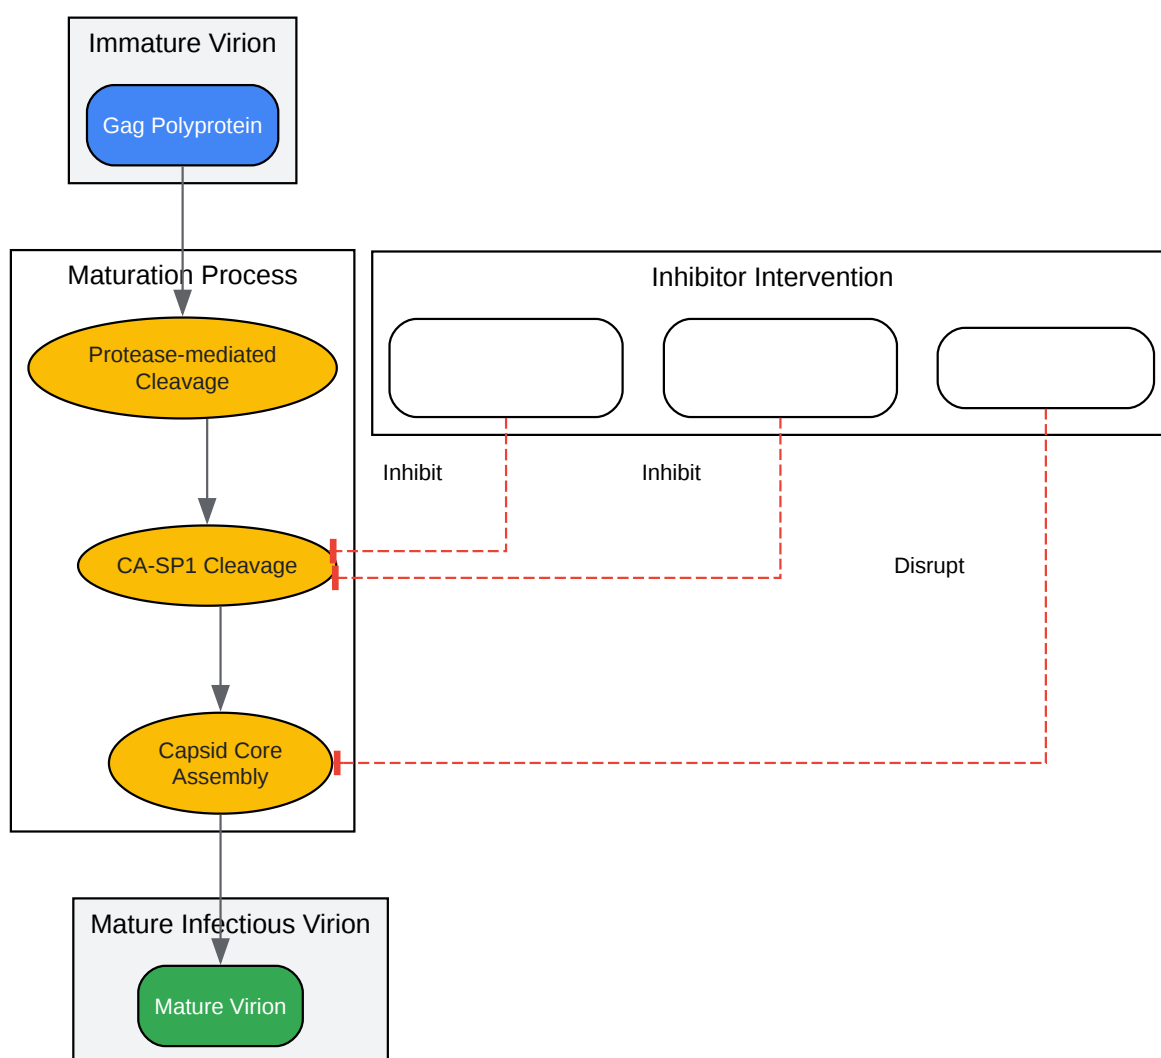 Immature Virion
Gag Polyprotein
Maturation Process
Protease-mediated
Cleavage
CA-SP1 Cleavage
Capsid Core
Assembly
Inhibitor Intervention
Inhibit
Inhibit
Disrupt
Mature Infectious Virion
Mature Virion